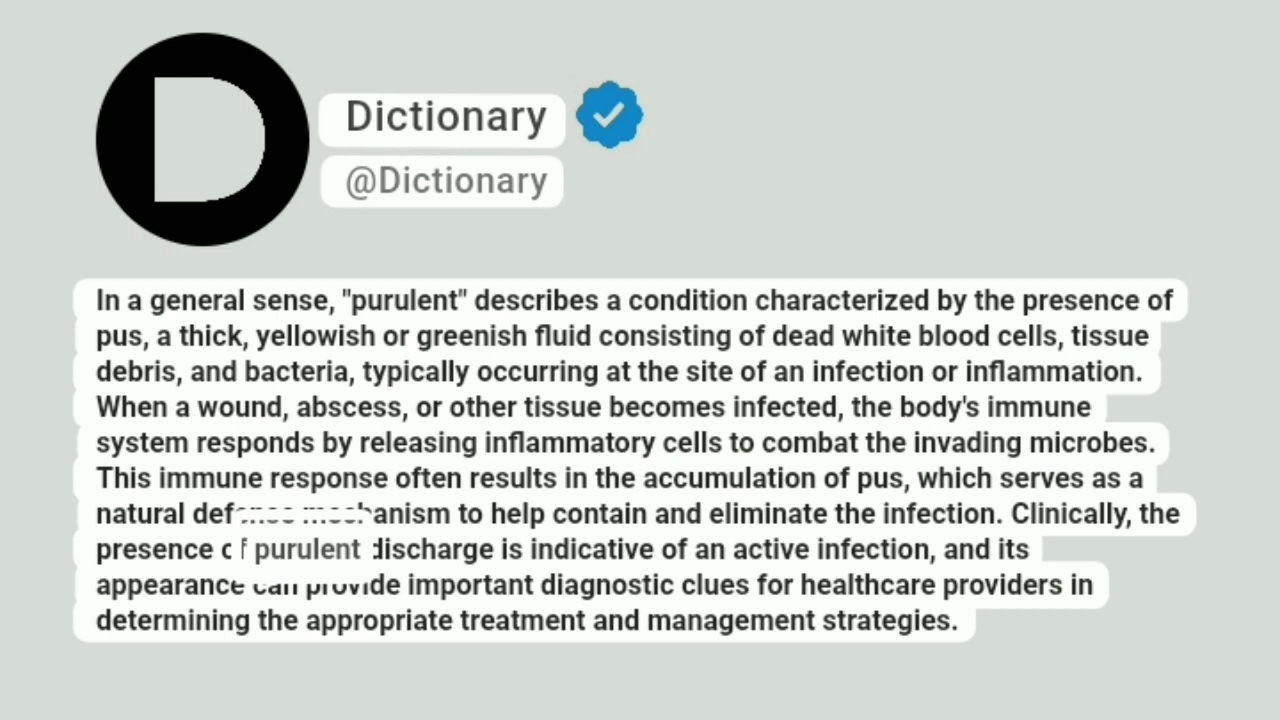 D
Dictionary
@Dictionary
In a general sense, "purulent" describes a condition characterized by the presence of
pus, a thick, yellowish or greenish fluid consisting of dead white blood cells, tissue
debris, and bacteria, typically occurring at the site of an infection or inflammation.
When a wound, abscess, or other tissue becomes infected, the body's immune
system responds by releasing inflammatory cells to combat the invading microbes.
This immune response often results in the accumulation of pus, which serves as a
natural defense mechanism to help contain and eliminate the infection. Clinically, the
presence of purulent discharge is indicative of an active infection, and its
appearance can provide important diagnostic clues for healthcare providers in
determining the appropriate treatment and management strategies.